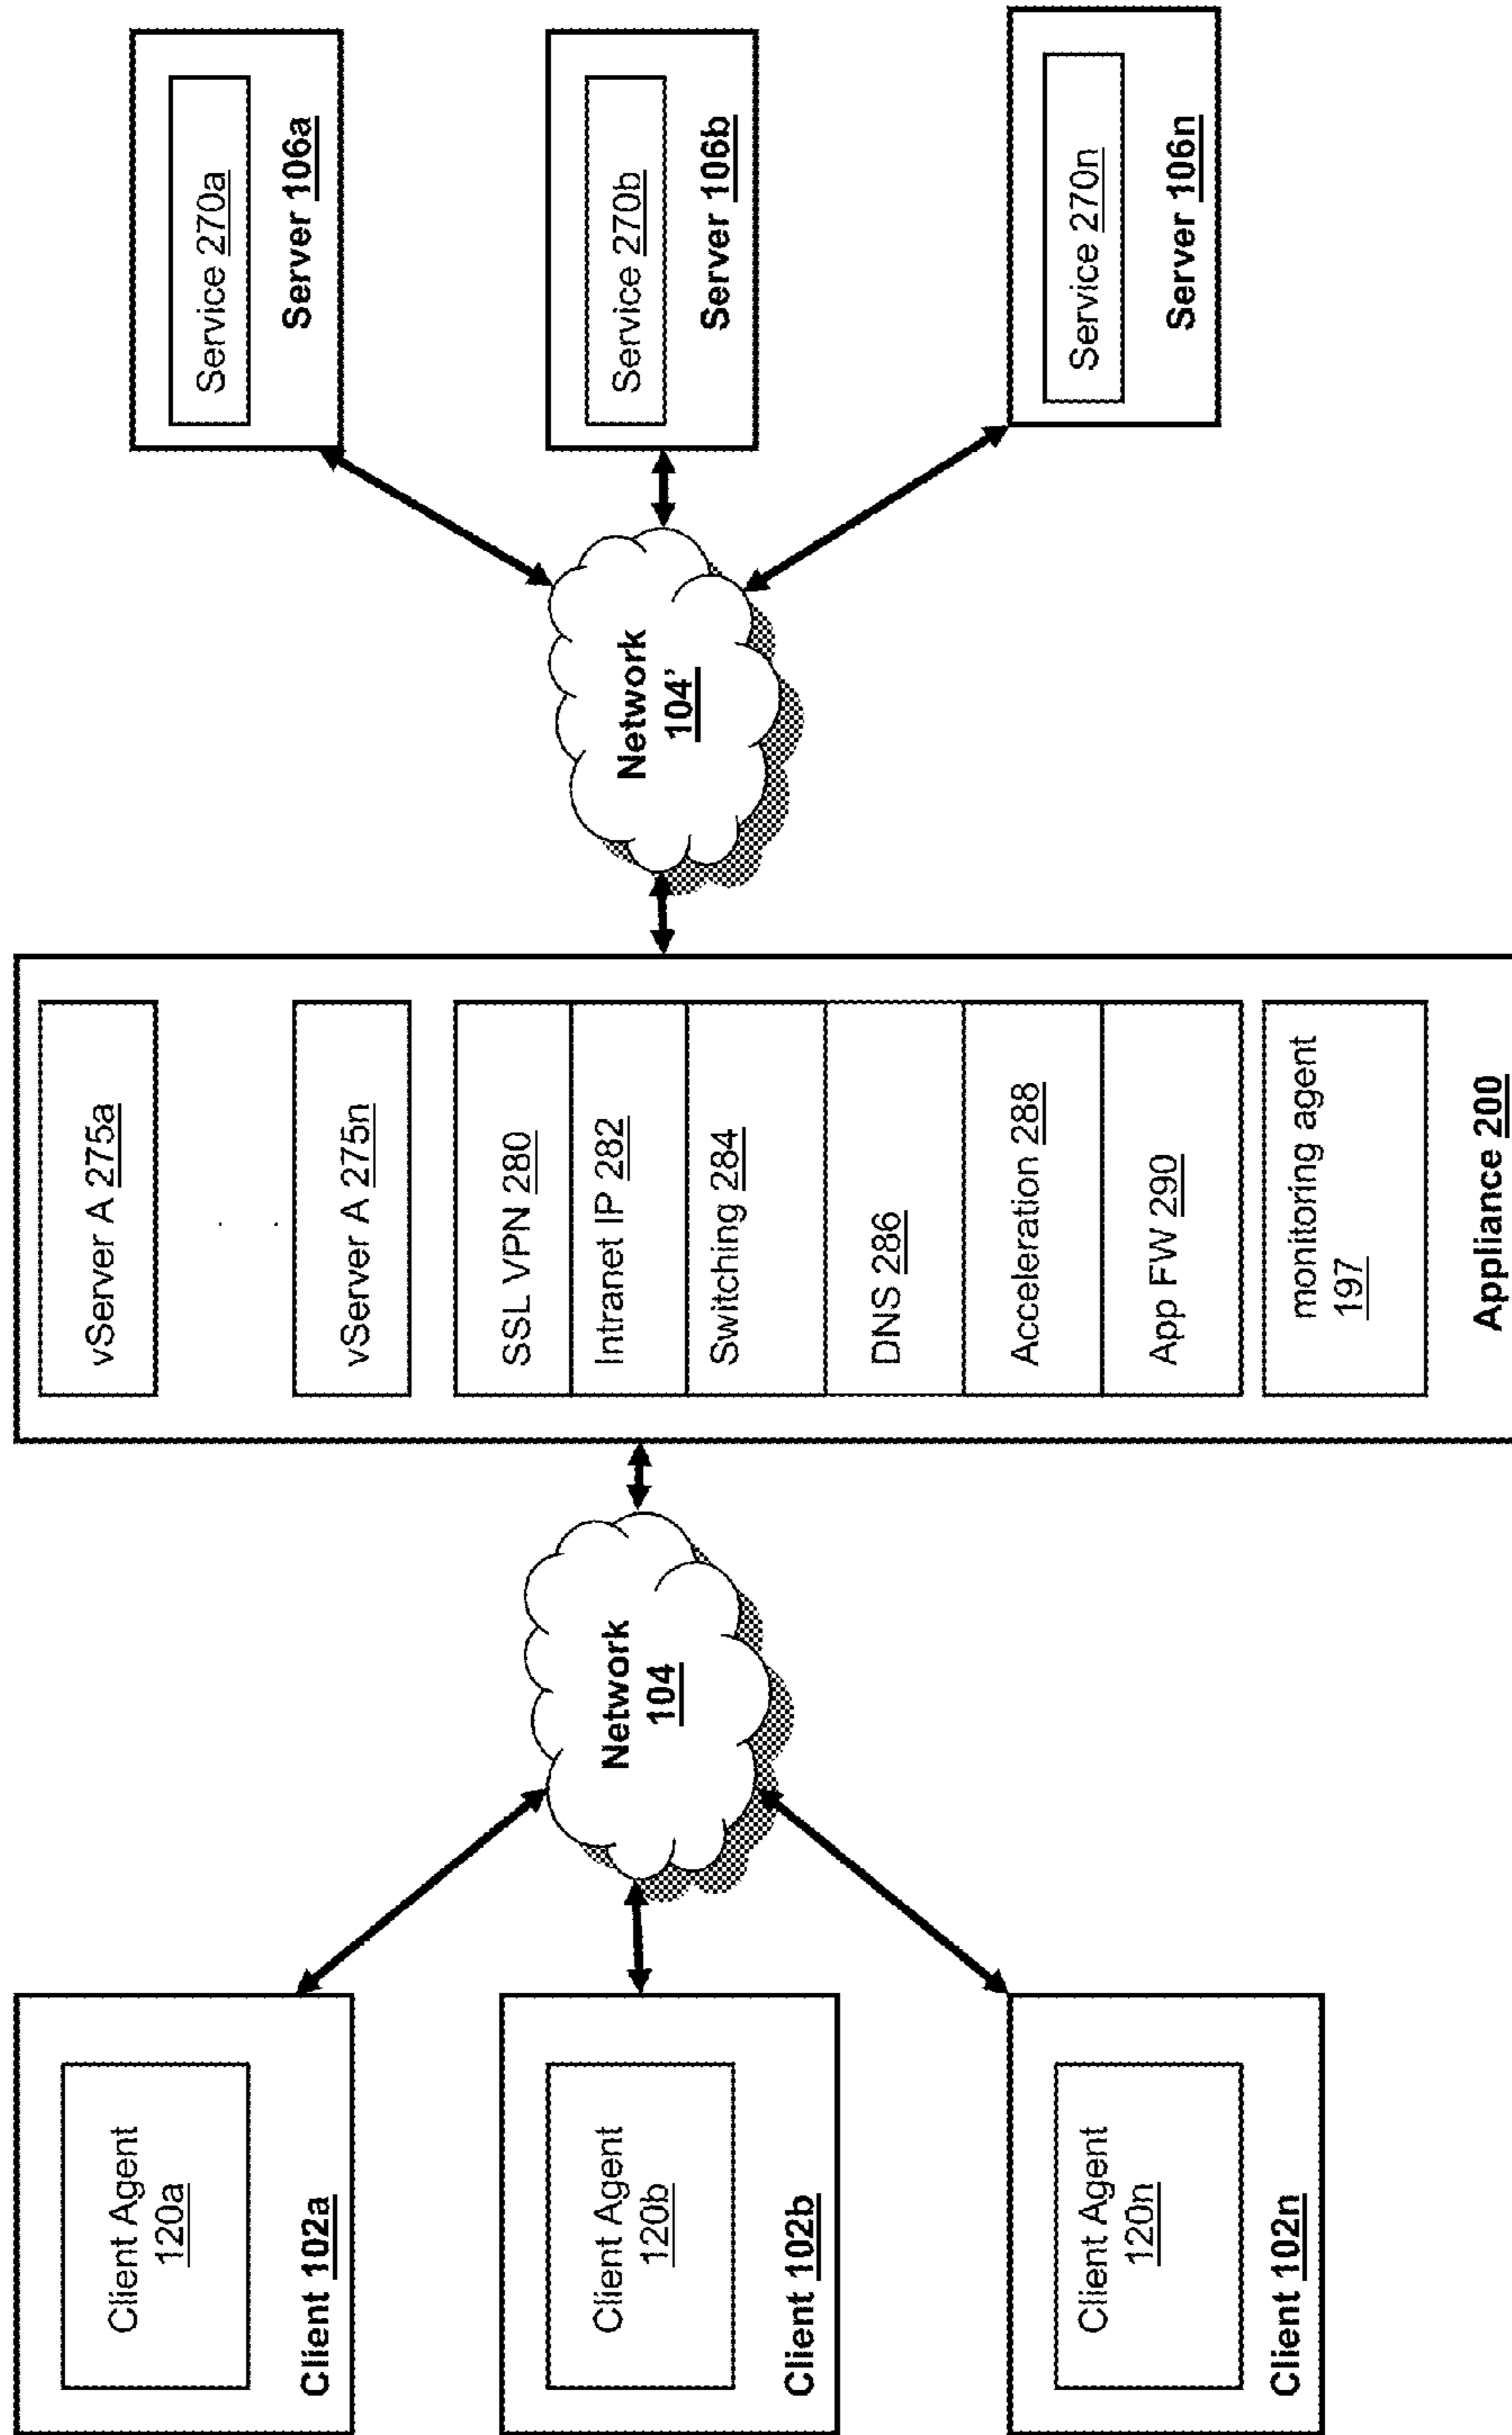 Client Agent
120a
Client 102a
Client Agent
120b
Client 102b
Client Agent
120n
Client 102n
Network
104
vServer A 275a
vServer A 275n
SSL VPN 280
Intranet IP 282
Switching 284
DNS 286
Acceleration 288
App FW 290
monitoring agent
197
Appliance 200
Network
104'
Service 270a
Server 106a
Service 270b
Server 106b
Service 270n
Server 106n